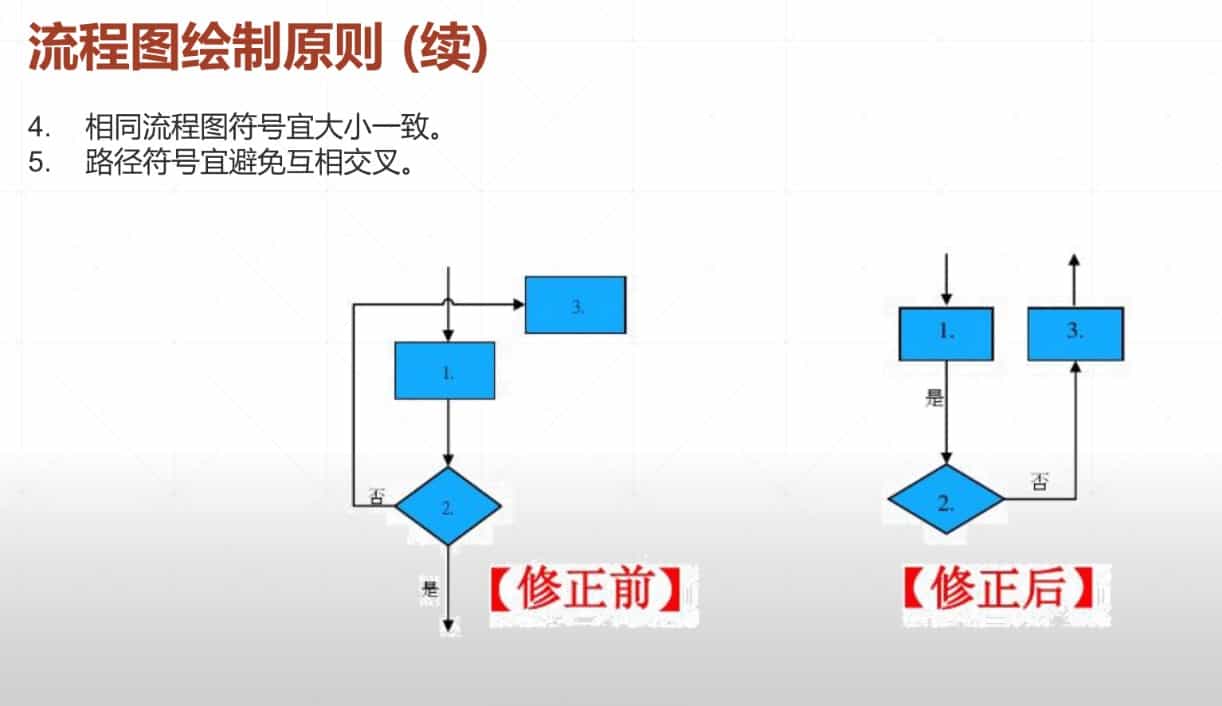 流程图绘制原则 (续)
4. 相同流程图符号宜大小一致。
5. 路径符号宜避免互相交叉。
3.
1.
否
2.
是
【修正前】
1.
3.
是
否
2.
【修正后】